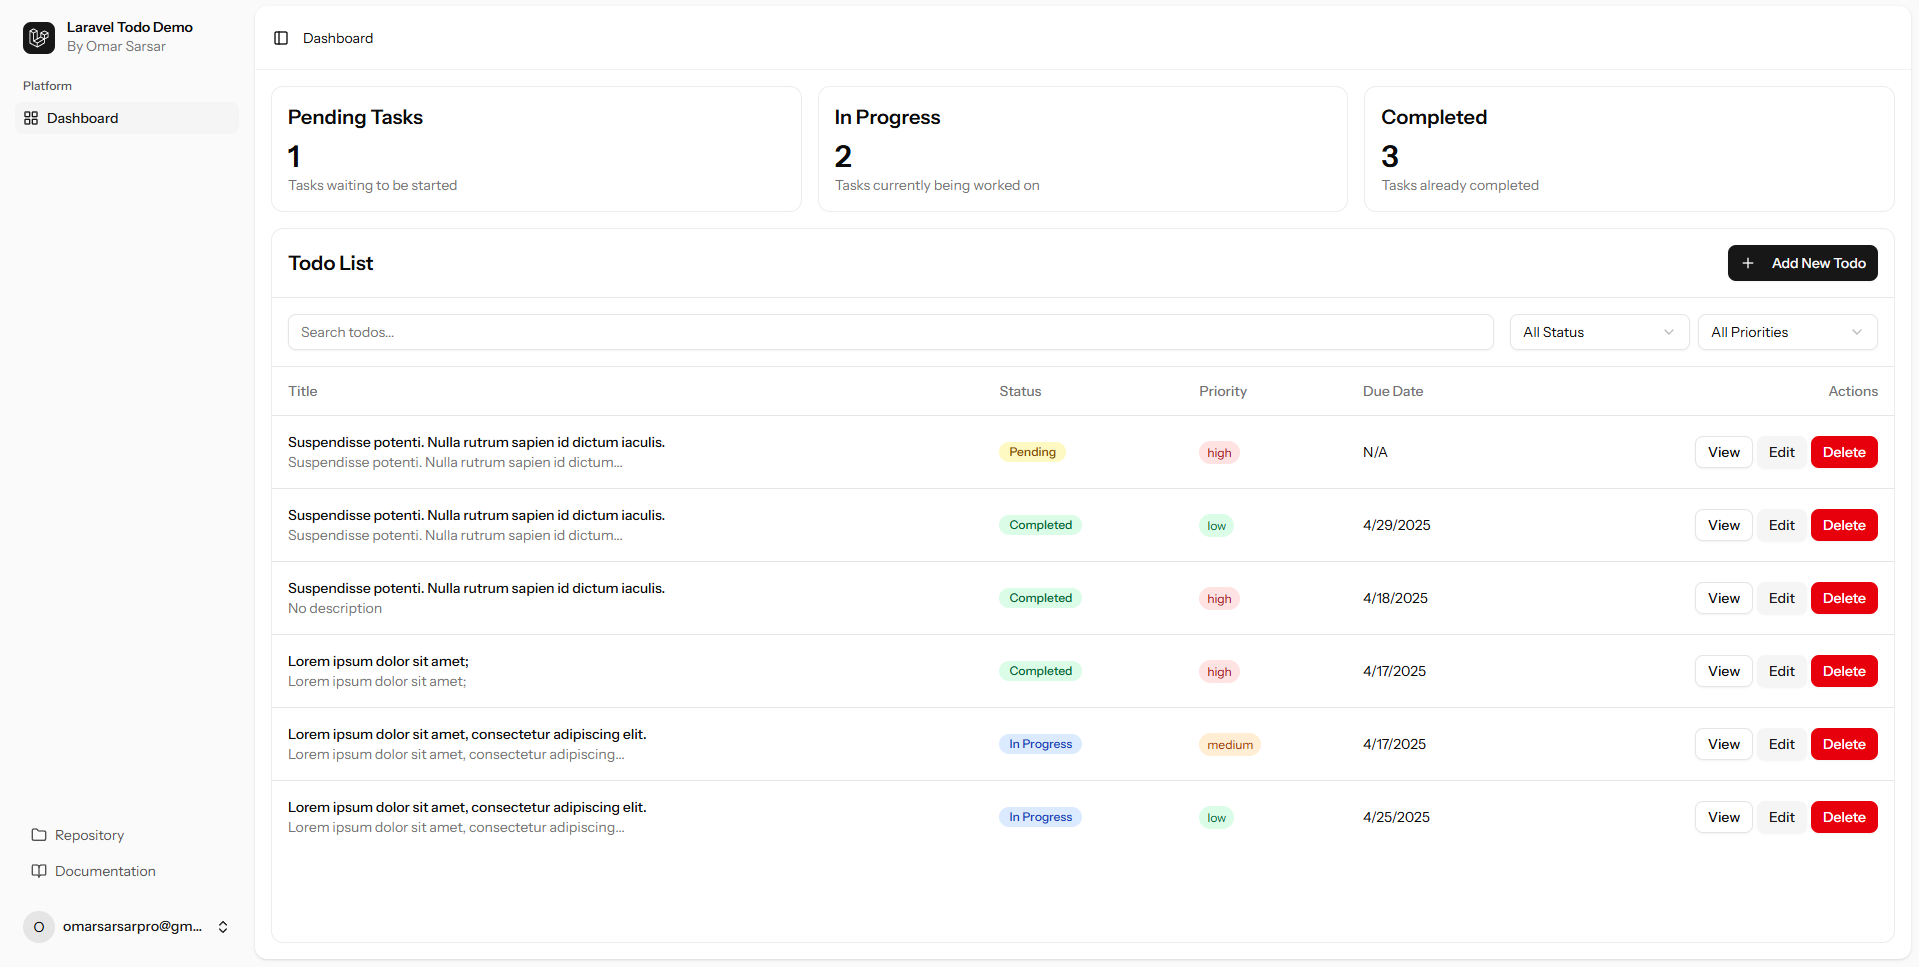 Laravel Todo Demo
By Omar Sarsar
Platform
Dashboard
Repository
Documentation
O
omarsarsarpro@gm...
Dashboard
Pending Tasks
1
Tasks waiting to be started
In Progress
2
Tasks currently being worked on
Completed
3
Tasks already completed
Todo List
Add New Todo
Search todos...
All Status
All Priorities
Title Status Priority Due Date Actions
Suspendisse potenti. Nulla rutrum sapien id dictum iaculis.
Suspendisse potenti. Nulla rutrum sapien id dictum...
Pending high N/A View Edit Delete
Suspendisse potenti. Nulla rutrum sapien id dictum iaculis.
Suspendisse potenti. Nulla rutrum sapien id dictum...
Completed low 4/29/2025 View Edit Delete
Suspendisse potenti. Nulla rutrum sapien id dictum iaculis.
No description
Completed high 4/18/2025 View Edit Delete
Lorem ipsum dolor sit amet;
Lorem ipsum dolor sit amet;
Completed high 4/17/2025 View Edit Delete
Lorem ipsum dolor sit amet, consectetur adipiscing elit.
Lorem ipsum dolor sit amet, consectetur adipiscing...
In Progress medium 4/17/2025 View Edit Delete
Lorem ipsum dolor sit amet, consectetur adipiscing elit.
Lorem ipsum dolor sit amet, consectetur adipiscing...
In Progress low 4/25/2025 View Edit Delete